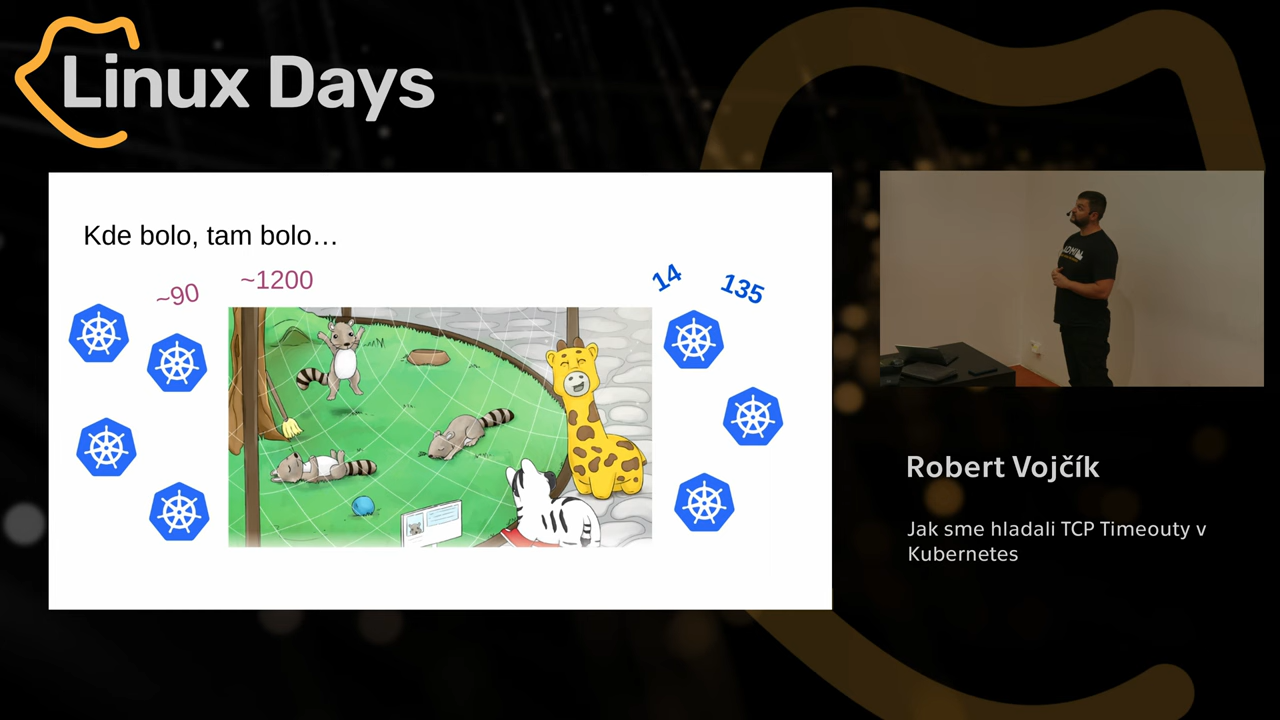 Linux Days
Kde bolo, tam bolo…
~90
~1200
14
135
Robert Vojčík
Jak sme hladali TCP Timeouty v
Kubernetes